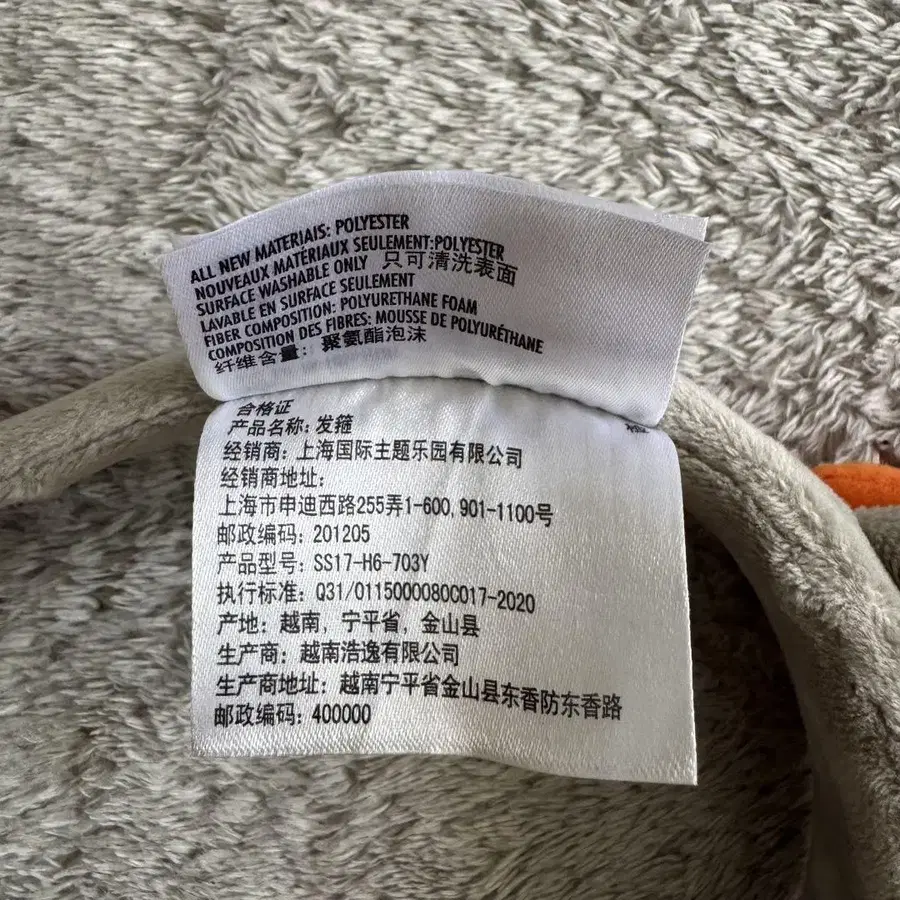 ALL NEW MATERIAIS: POLYESTER
NOUVEAUX MATÉRIAUX SEULEMENT:POLYESTER
SURFACE WASHABLE ONLY 只可清洗表面
LAVABLE EN SURFACE SEULEMENT
FIBER COMPOSITION: POLYURETHANE FOAM
COMPOSITION DES FIBRES: MOUSSE DE POLYURÉTHANE
纤维含量: 聚氨酯泡沫
合格证
产品名称: 发箍
经销商: 上海国际主题乐园有限公司
经销商地址:
上海市申迪西路255弄1-600, 901-1100号
邮政编码: 201205
产品型号: SS17-H6-703Y
执行标准: Q31/0115000080C017-2020
产地: 越南, 宁平省, 金山县
生产商: 越南浩逸有限公司
生产商地址: 越南宁平省金山县东香防东香路
邮政编码: 400000